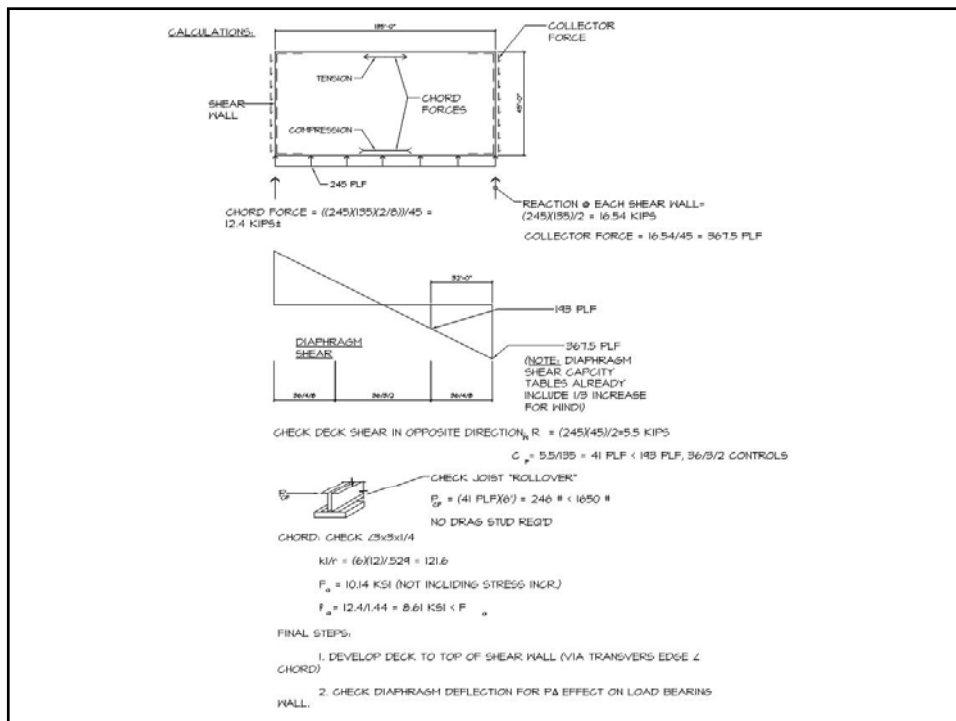 CALCULATIONS:
135'-0"
COLLECTOR
FORCE
TENSION
SHEAR
WALL
CHORD
FORCES
45'-0"
COMPRESSION
245 PLF
CHORD FORCE = ((245)(135)(2/8))/45 =
12.4 KIPS±
REACTION @ EACH SHEAR WALL=
(245)(135)/2 = 16.54 KIPS
COLLECTOR FORCE = 16.54/45 = 367.5 PLF
32'-0"
193 PLF
DIAPHRAGM
SHEAR
367.5 PLF
(NOTE: DIAPHRAGM
SHEAR CAPCITY
TABLES ALREADY
INCLUDE 1/3 INCREASE
FOR WIND!)
36/4/8
36/3/2
36/4/8
CHECK DECK SHEAR IN OPPOSITE DIRECTION, R = (245)(45)/2=5.5 KIPS
C = 5.5/135 = 41 PLF < 193 PLF, 36/3/2 CONTROLS
CHECK JOIST "ROLLOVER"
P CF
P CF = (41 PLF)(6') = 246 # < 1650 #
NO DRAG STUD REQ'D
CHORD: CHECK ∠3x3x1/4
kl/r = (6)(12)/.529 = 121.6
F a = 10.14 KSI (NOT INCLIDING STRESS INCR.)
f a = 12.4/1.44 = 8.61 KSI < F a
FINAL STEPS:
1. DEVELOP DECK TO TOP OF SHEAR WALL (VIA TRANSVERS EDGE ∠
CHORD)
2. CHECK DIAPHRAGM DEFLECTION FOR PΔ EFFECT ON LOAD BEARING
WALL.